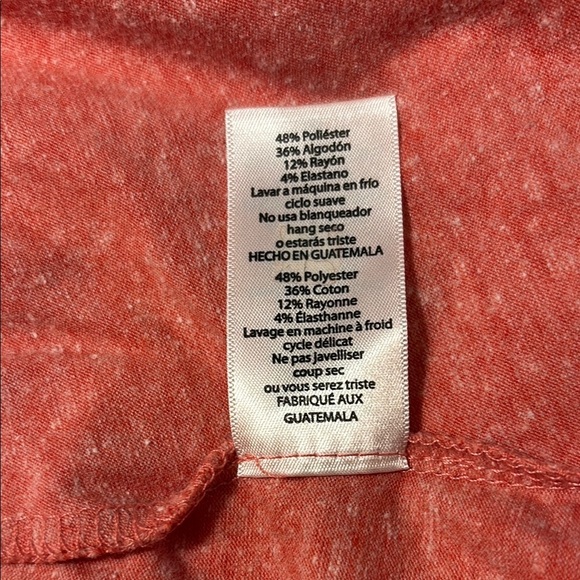 48% Poliéster
36% Algodón
12% Rayón
4% Elastano
Lavar a máquina en frío
ciclo suave
No usa blanqueador
hang seco
o estarás triste
HECHO EN GUATEMALA
48% Polyester
36% Coton
12% Rayonne
4% Élasthanne
Lavage en machine à froid
cycle délicat
Ne pas javelliser
coup sec
ou vous serez triste
FABRIQUÉ AUX
GUATEMALA